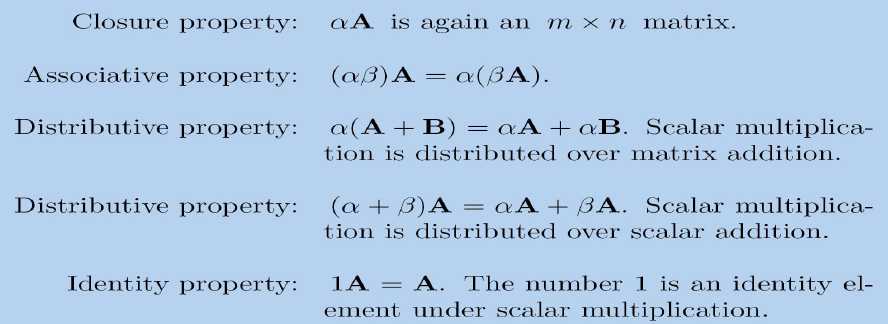 Closure property: αA is again an m × n matrix.
Associative property: (αβ)A = α(βA).
Distributive property: α(A + B) = αA + αB. Scalar multiplica-
tion is distributed over matrix addition.
Distributive property: (α + β)A = αA + βA. Scalar multiplica-
tion is distributed over scalar addition.
Identity property: 1A = A. The number 1 is an identity el-
ement under scalar multiplication.